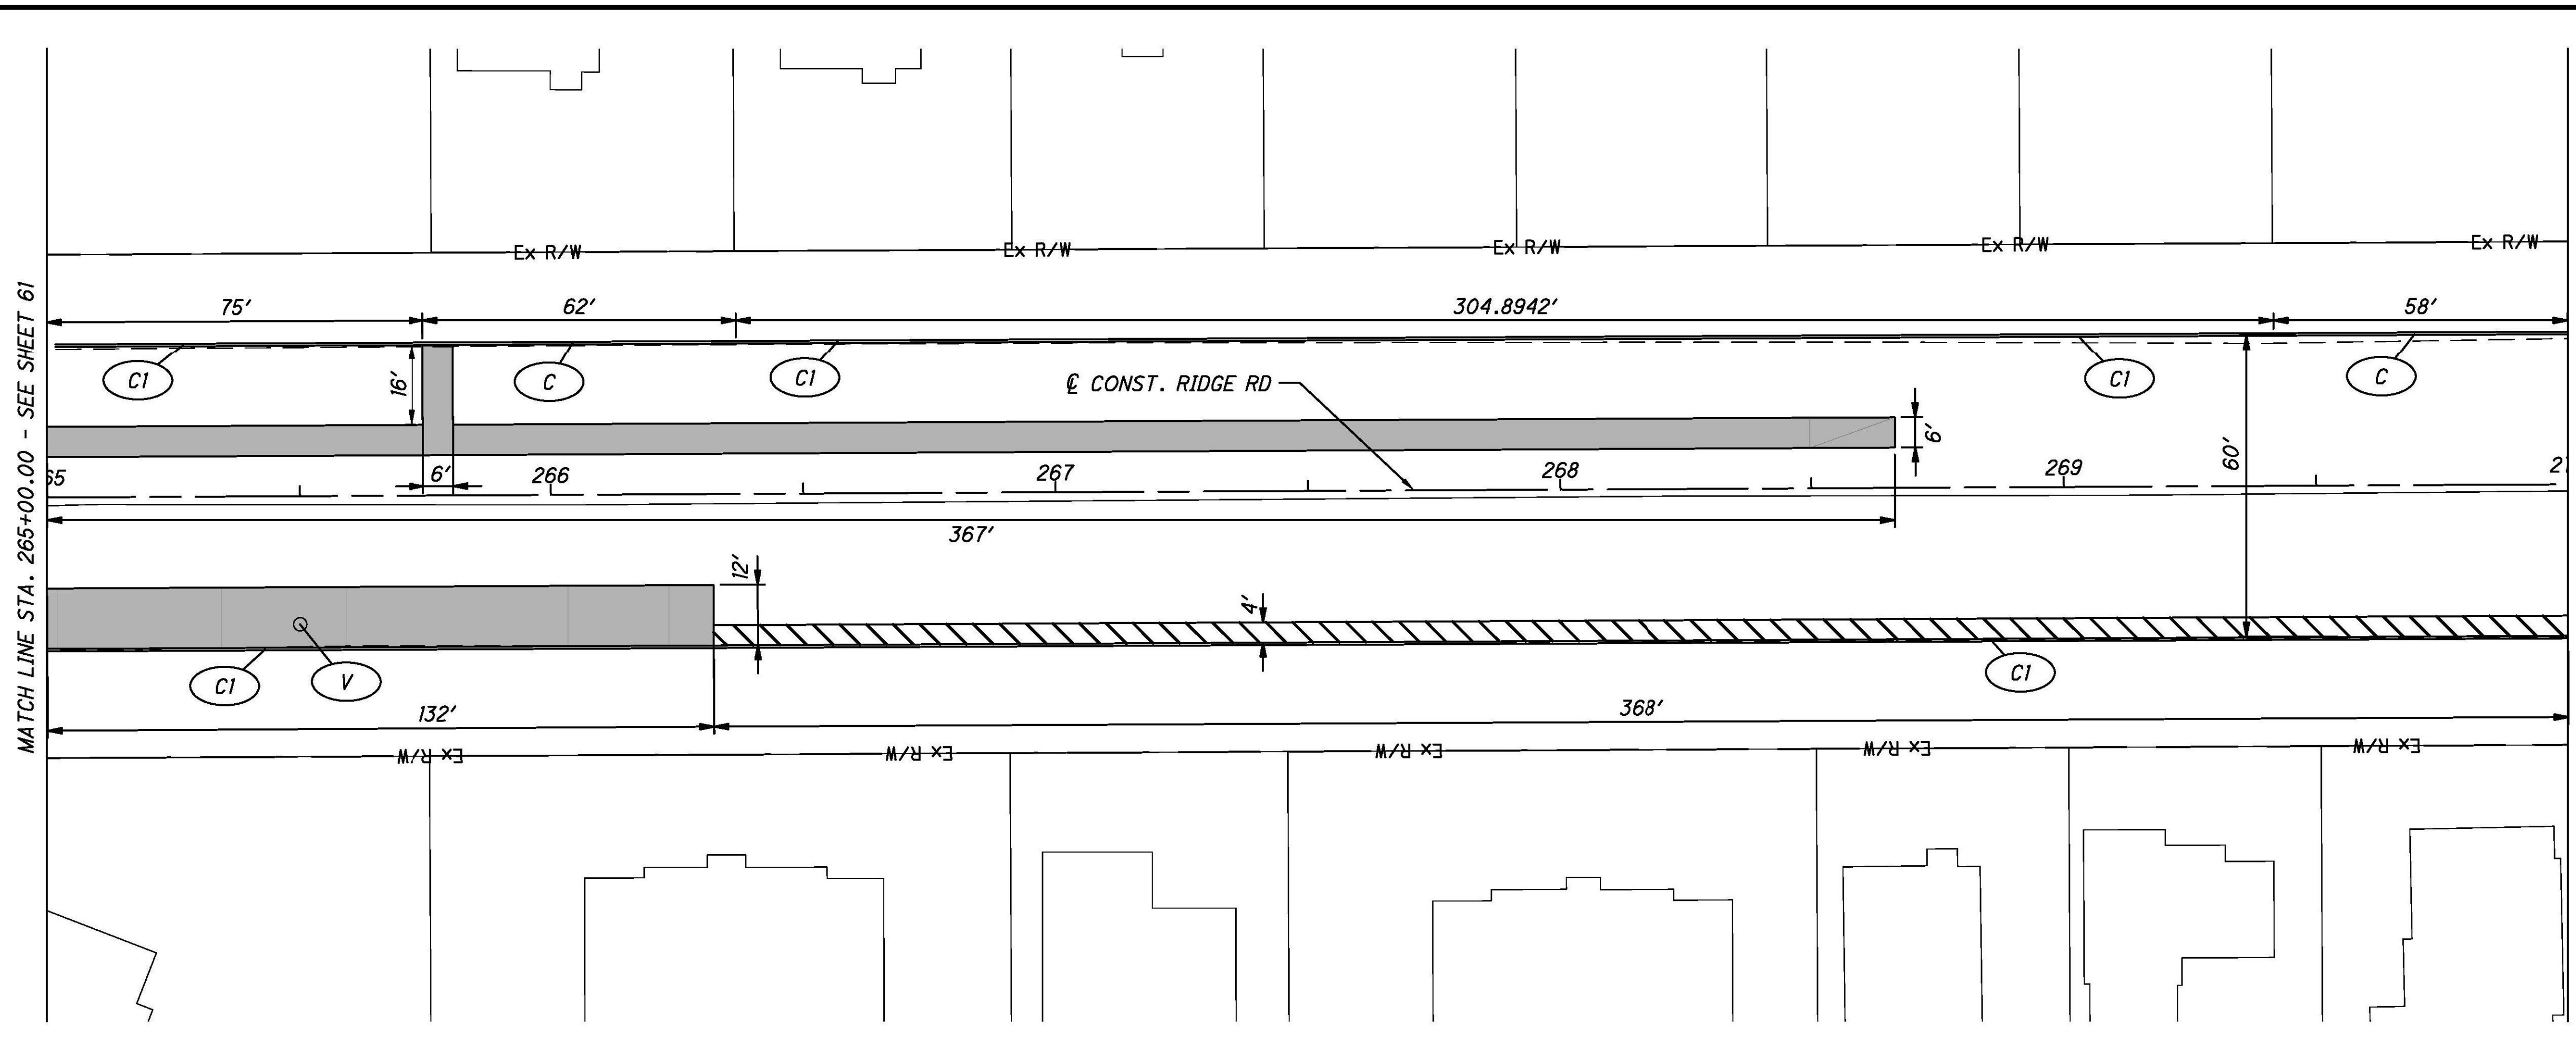 Ex R/W Ex R/W Ex R/W Ex R/W Ex R/W
75' 62' 304.8942' 58'
C1 C C1 C1 C
16'
℄ CONST. RIDGE RD
6'
60'
MATCH LINE STA. 265+00.00 - SEE SHEET 61
65 6' 266 267 268 269 27
367'
12'
4'
C1 V C1
132' 368'
Ex R/W Ex R/W Ex R/W Ex R/W Ex R/W